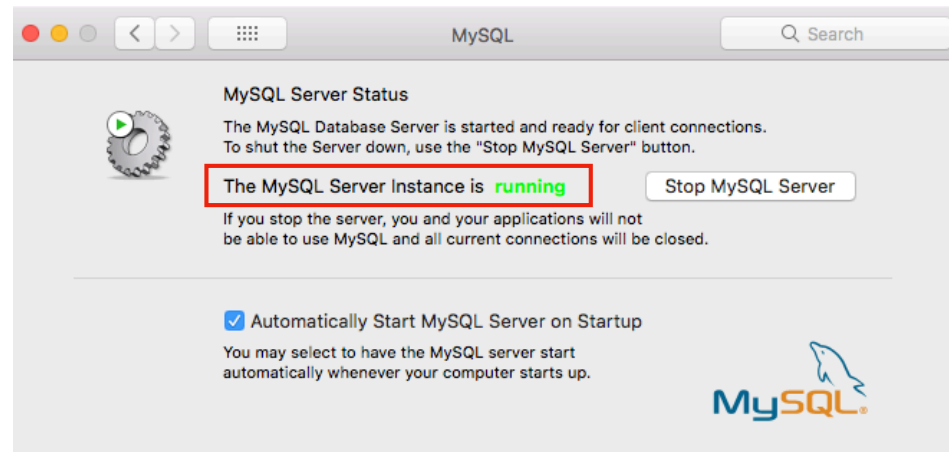 MySQL
Search
MySQL Server Status
The MySQL Database Server is started and ready for client connections.
To shut the Server down, use the "Stop MySQL Server" button.
The MySQL Server Instance is running
Stop MySQL Server
If you stop the server, you and your applications will not
be able to use MySQL and all current connections will be closed.
Automatically Start MySQL Server on Startup
You may select to have the MySQL server start
automatically whenever your computer starts up.
MySQL®